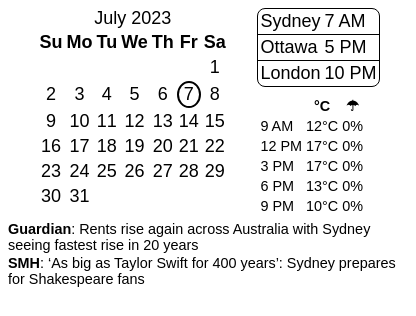 July 2023
Su Mo Tu We Th Fr Sa
1
2 3 4 5 6 7 8
9 10 11 12 13 14 15
16 17 18 19 20 21 22
23 24 25 26 27 28 29
30 31
Sydney 7 AM
Ottawa 5 PM
London 10 PM
°C ☂
9 AM 12°C 0%
12 PM 17°C 0%
3 PM 17°C 0%
6 PM 13°C 0%
9 PM 10°C 0%
Guardian: Rents rise again across Australia with Sydney
seeing fastest rise in 20 years
SMH: ‘As big as Taylor Swift for 400 years’: Sydney prepares
for Shakespeare fans